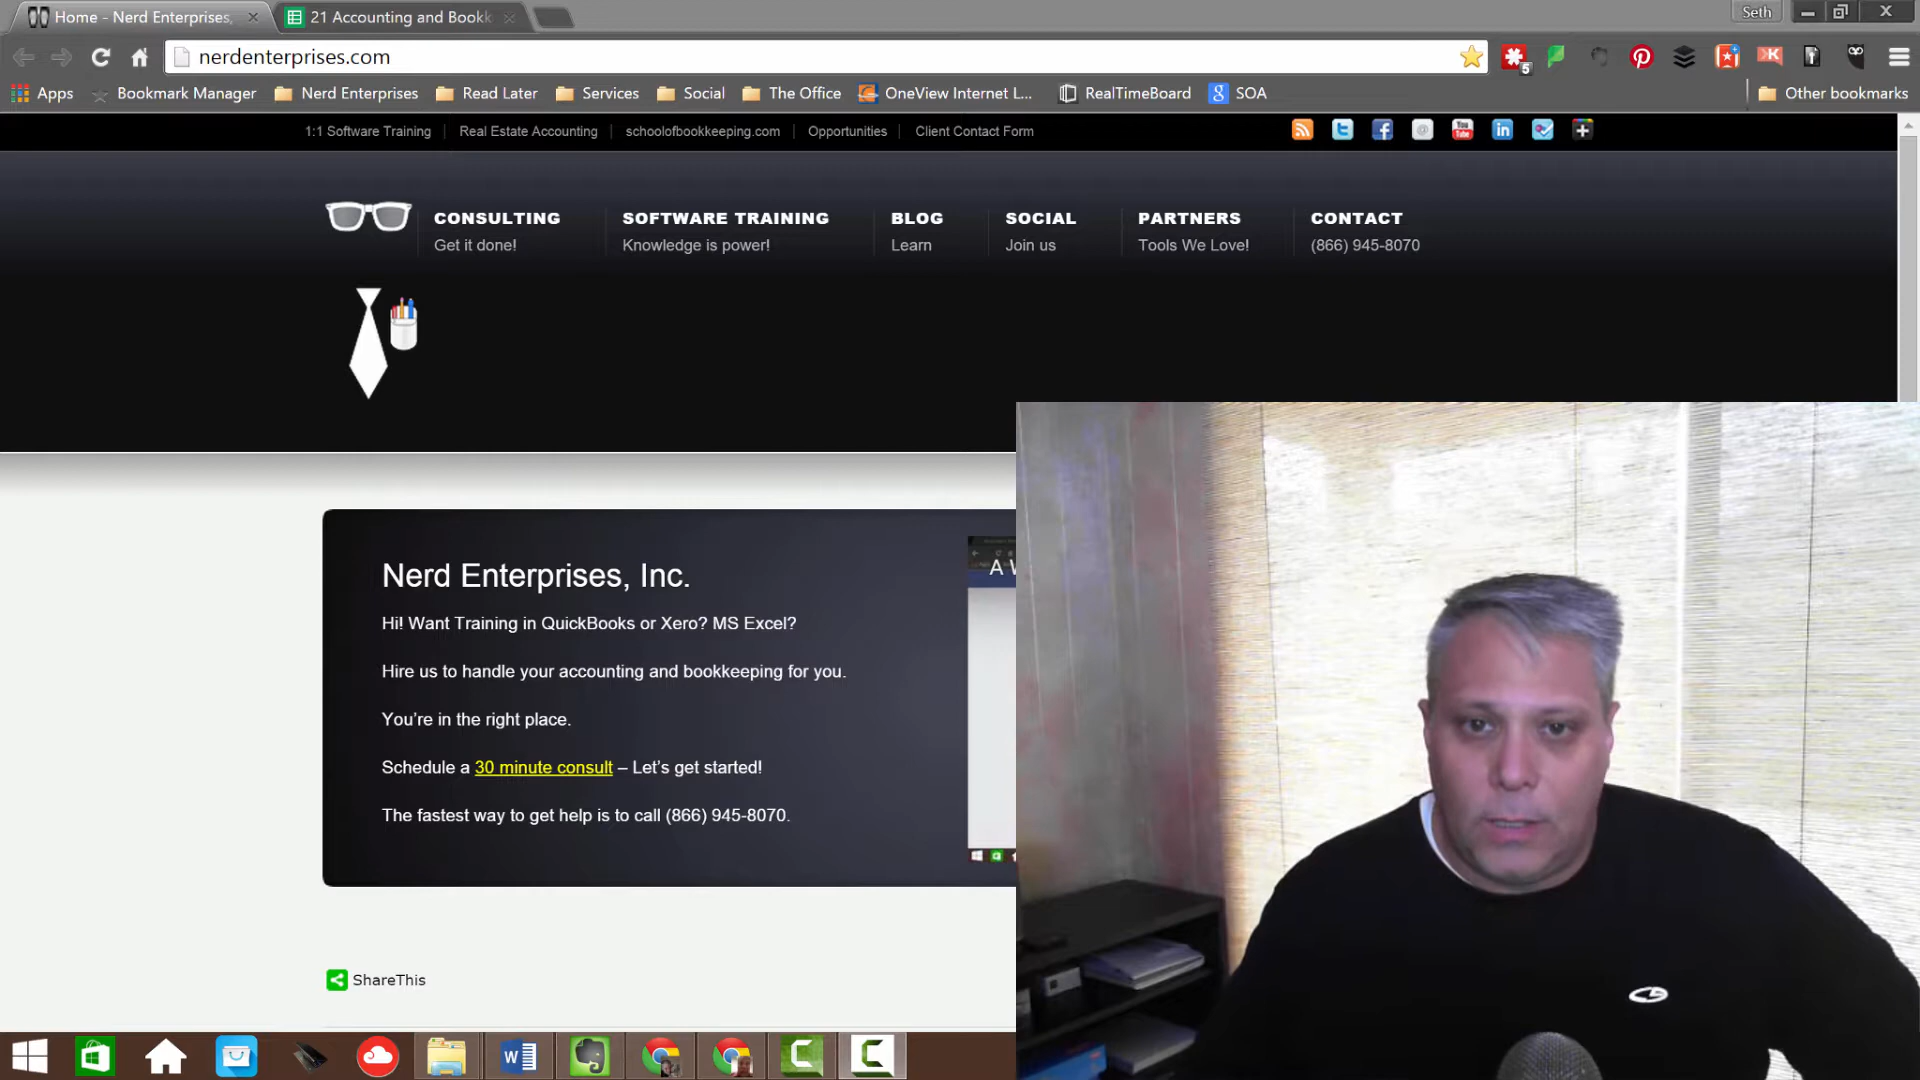 Home - Nerd Enterprises,
21 Accounting and Bookk
Seth
nerdenterprises.com
5
Apps
Bookmark Manager
Nerd Enterprises
Read Later
Services
Social
The Office
OneView Internet L...
RealTimeBoard
SOA
Other bookmarks
1:1 Software Training
Real Estate Accounting
schoolofbookkeeping.com
Opportunities
Client Contact Form
CONSULTING
Get it done!
SOFTWARE TRAINING
Knowledge is power!
BLOG
Learn
SOCIAL
Join us
PARTNERS
Tools We Love!
CONTACT
(866) 945-8070
Nerd Enterprises, Inc.
Hi! Want Training in QuickBooks or Xero? MS Excel?
Hire us to handle your accounting and bookkeeping for you.
You're in the right place.
Schedule a 30 minute consult – Let's get started!
The fastest way to get help is to call (866) 945-8070.
ShareThis